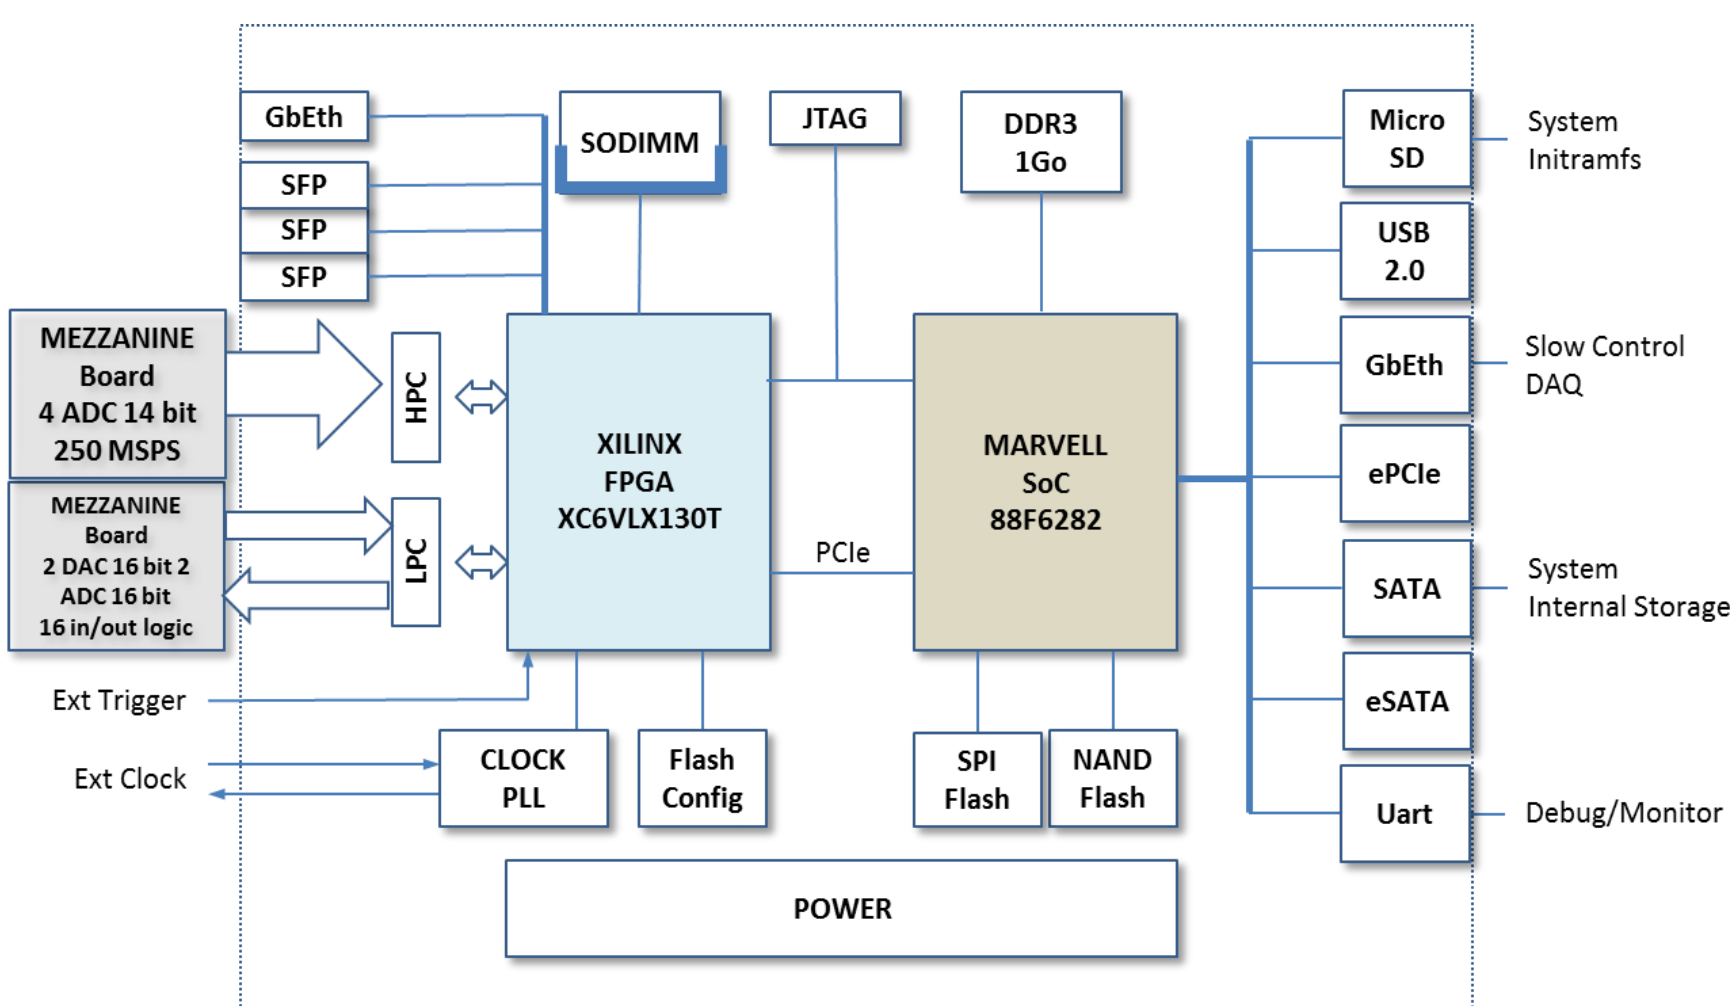 GbEth
SFP
SFP
SFP
SODIMM
JTAG
DDR3
1Go
Micro
SD
System
Initramfs
USB
2.0
GbEth
Slow Control
DAQ
ePCIe
SATA
System
Internal Storage
eSATA
Uart
Debug/Monitor
MEZZANINE
Board
4 ADC 14 bit
250 MSPS
HPC
MEZZANINE
Board
2 DAC 16 bit 2
ADC 16 bit
16 in/out logic
LPC
XILINX
FPGA
XC6VLX130T
PCIe
MARVELL
SoC
88F6282
Ext Trigger
Ext Clock
CLOCK
PLL
Flash
Config
SPI
Flash
NAND
Flash
POWER